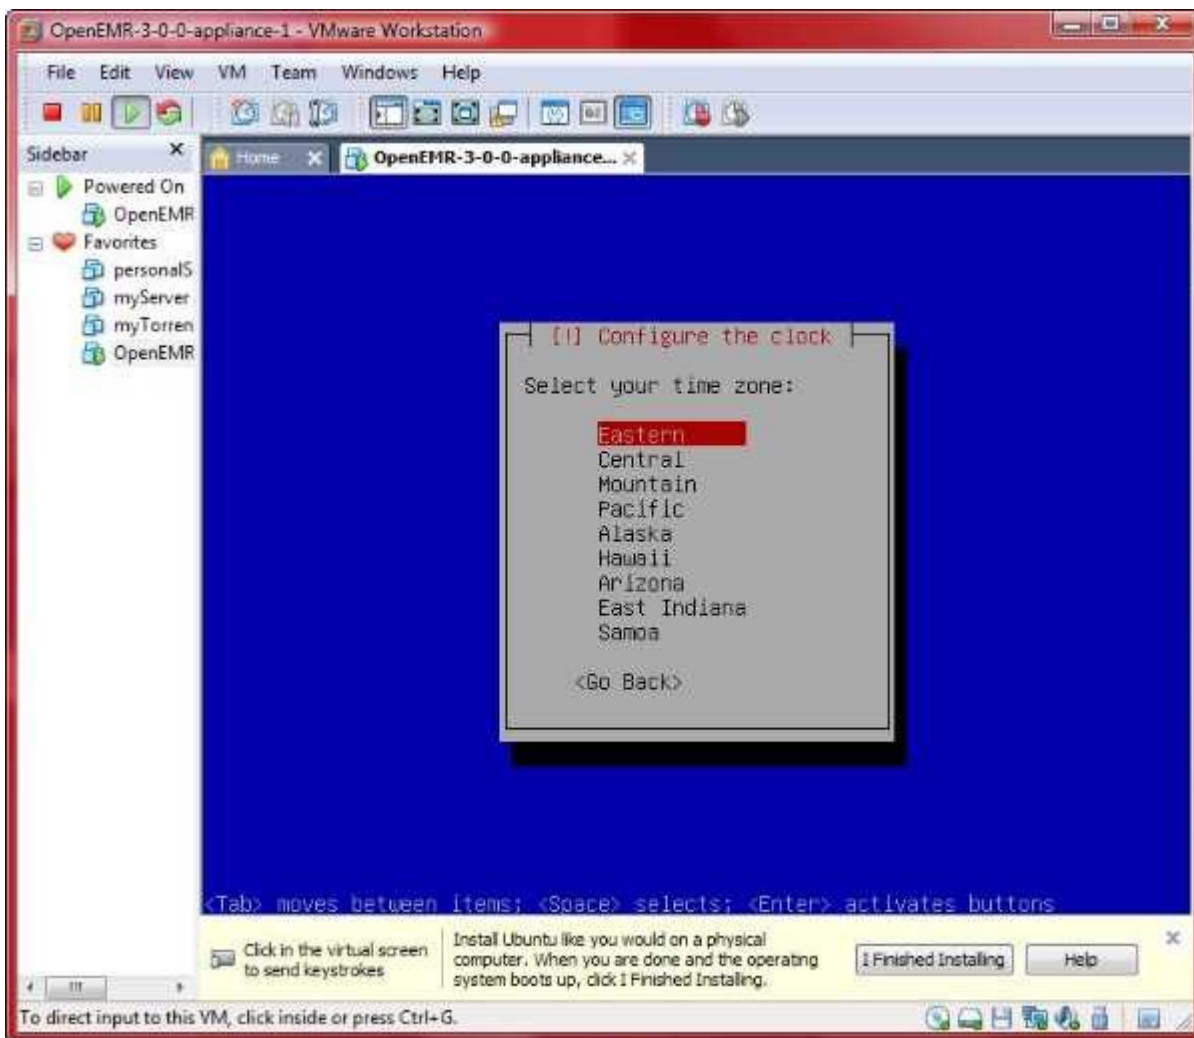 OpenEMR-3-0-0-appliance-1 - VMware Workstation
File Edit View VM Team Windows Help
Sidebar
Home
OpenEMR-3-0-0-appliance...
Powered On
OpenEMR
Favorites
personalS
myServer
myTorren
OpenEMR
[!] Configure the clock
Select your time zone:
Eastern
Central
Mountain
Pacific
Alaska
Hawaii
Arizona
East Indiana
Samoa
<Go Back>
<Tab> moves between items; <Space> selects; <Enter> activates buttons
Click in the virtual screen
to send keystrokes
Install Ubuntu like you would on a physical
computer. When you are done and the operating
system boots up, click I Finished Installing.
I Finished Installing
Help
To direct input to this VM, click inside or press Ctrl+G.